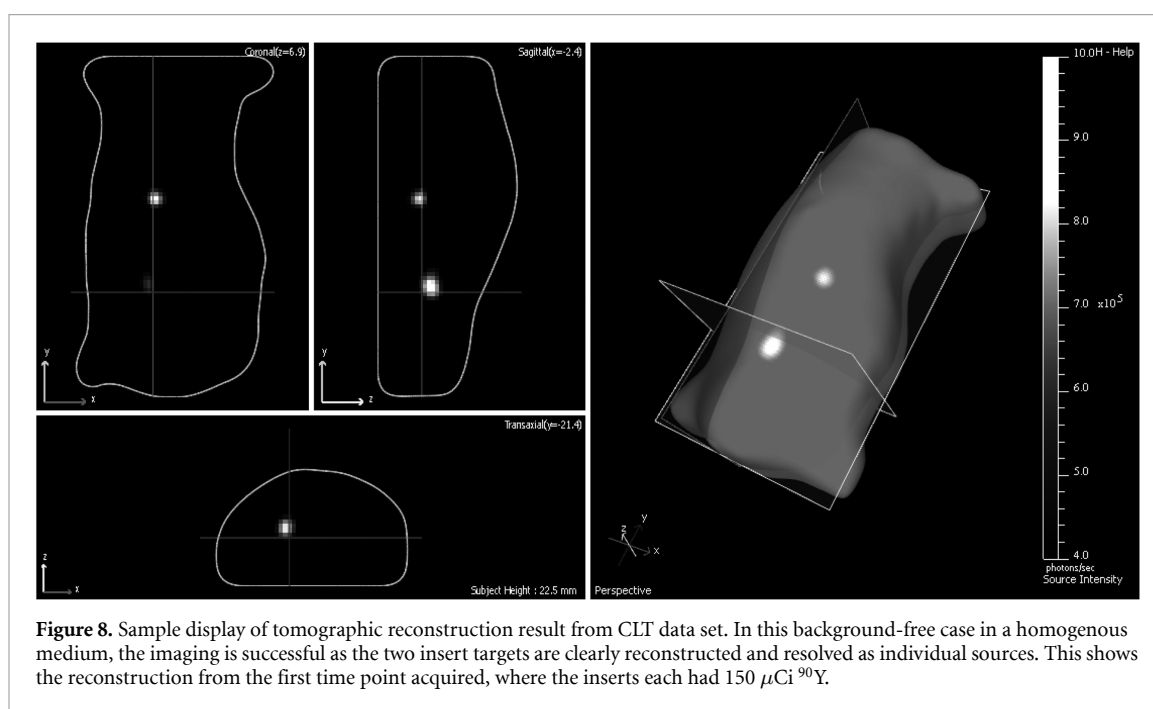 Coronal(z=6.9)
y
x
Sagittal(x=-2.4)
y
z
Transaxial(y=-21.4)
z
x
Subject Height : 22.5 mm
10.0H - Help
9.0
8.0
7.0 x10⁵
6.0
5.0
4.0
photons/sec
Source Intensity
z
y
x
Perspective
Figure 8. Sample display of tomographic reconstruction result from CLT data set. In this background-free case in a homogenous
medium, the imaging is successful as the two insert targets are clearly reconstructed and resolved as individual sources. This shows
the reconstruction from the first time point acquired, where the inserts each had 150 μCi ⁹⁰Y.